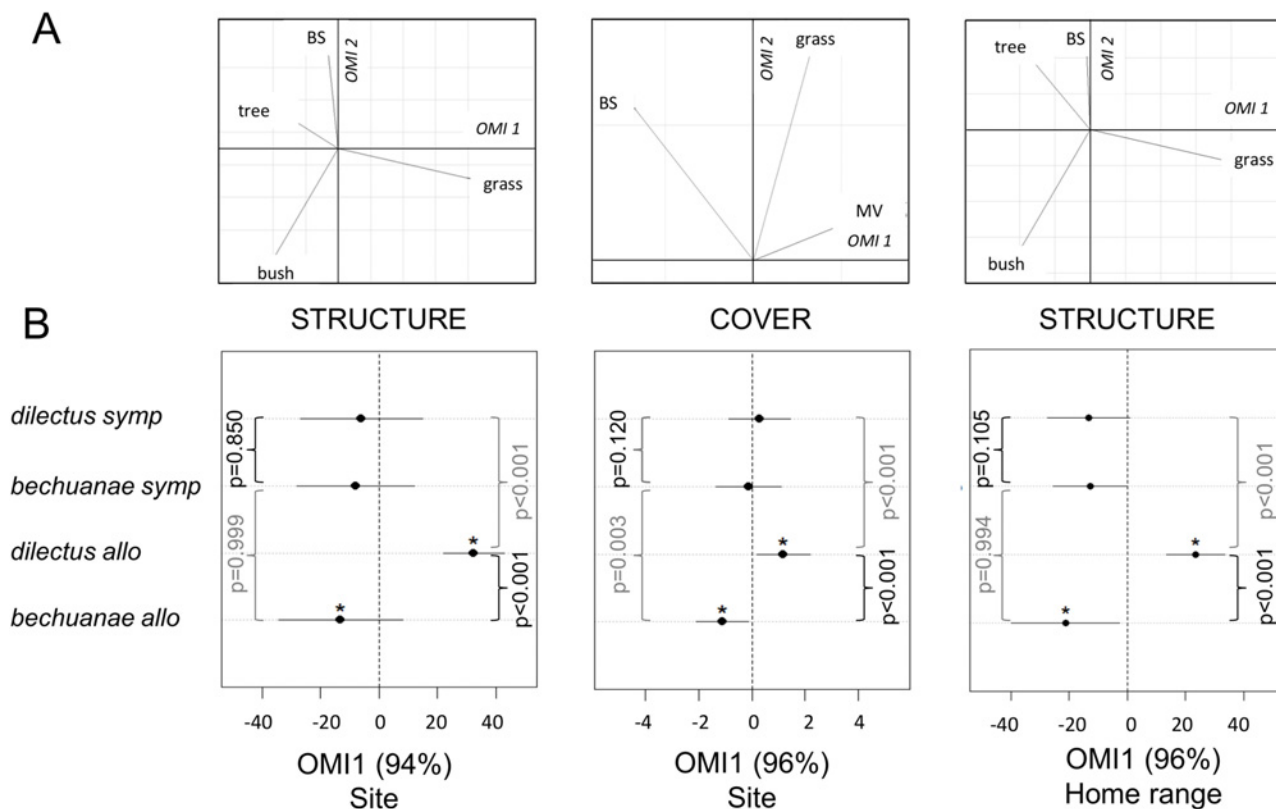 A
BS
OMI 2
tree
OMI 1
grass
bush
OMI 2
grass
BS
MV
OMI 1
BS
OMI 2
tree
OMI 1
grass
bush
B
STRUCTURE
COVER
STRUCTURE
dilectus symp
bechuanae symp
dilectus allo
bechuanae allo
p=0.850
p=0.999
p<0.001
p<0.001
*
*
p=0.120
p=0.003
p<0.001
p<0.001
*
*
p=0.105
p=0.994
p<0.001
p<0.001
*
*
-40 -20 0 20 40
-4 -2 0 2 4
-40 -20 0 20 40
OMI1 (94%)
Site
OMI1 (96%)
Site
OMI1 (96%)
Home range